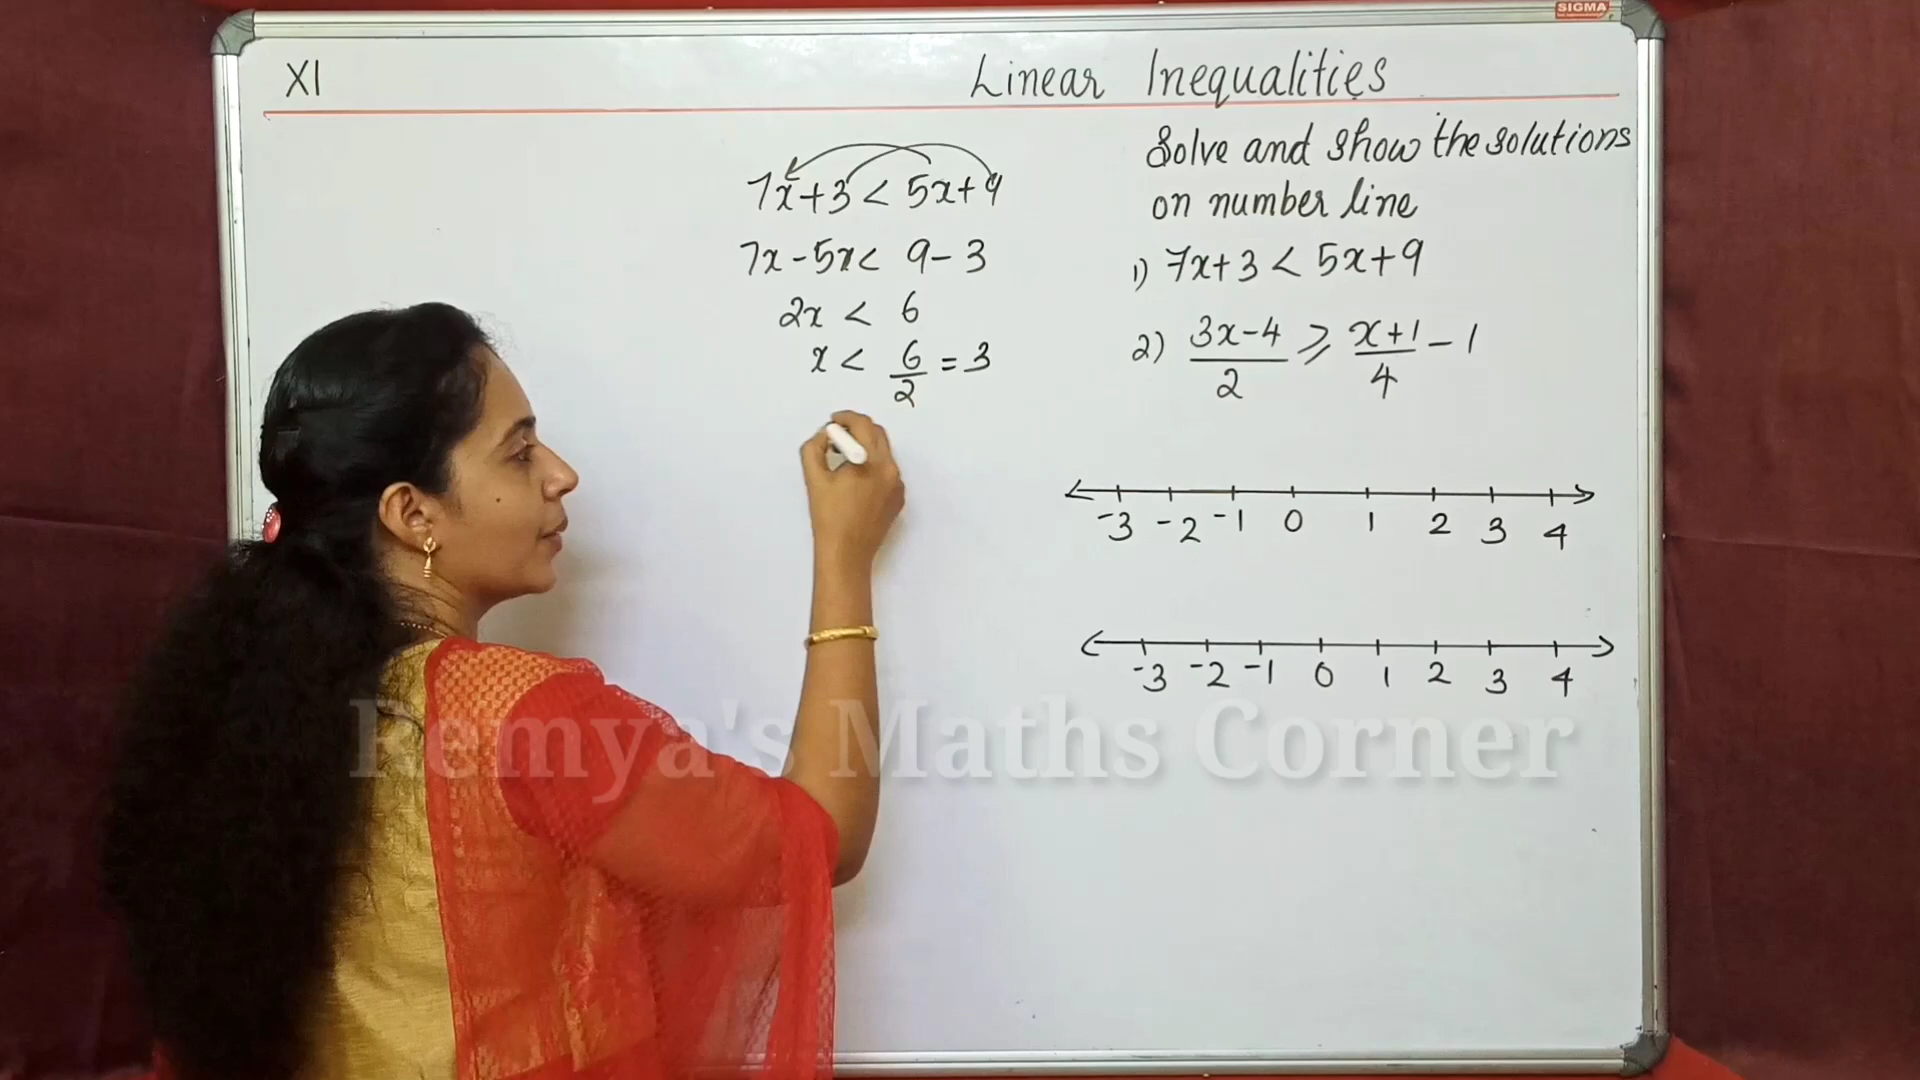 SIGMA
XI
Linear Inequalities
7x+3 < 5x+9
7x-5x < 9-3
2x < 6
x < 6/2 = 3
Solve and show the solutions
on number line
1) 7x+3 < 5x+9
2) (3x-4)/2 ⩾ (x+1)/4 - 1
-3 -2 -1 0 1 2 3 4
-3 -2 -1 0 1 2 3 4
Remya's Maths Corner